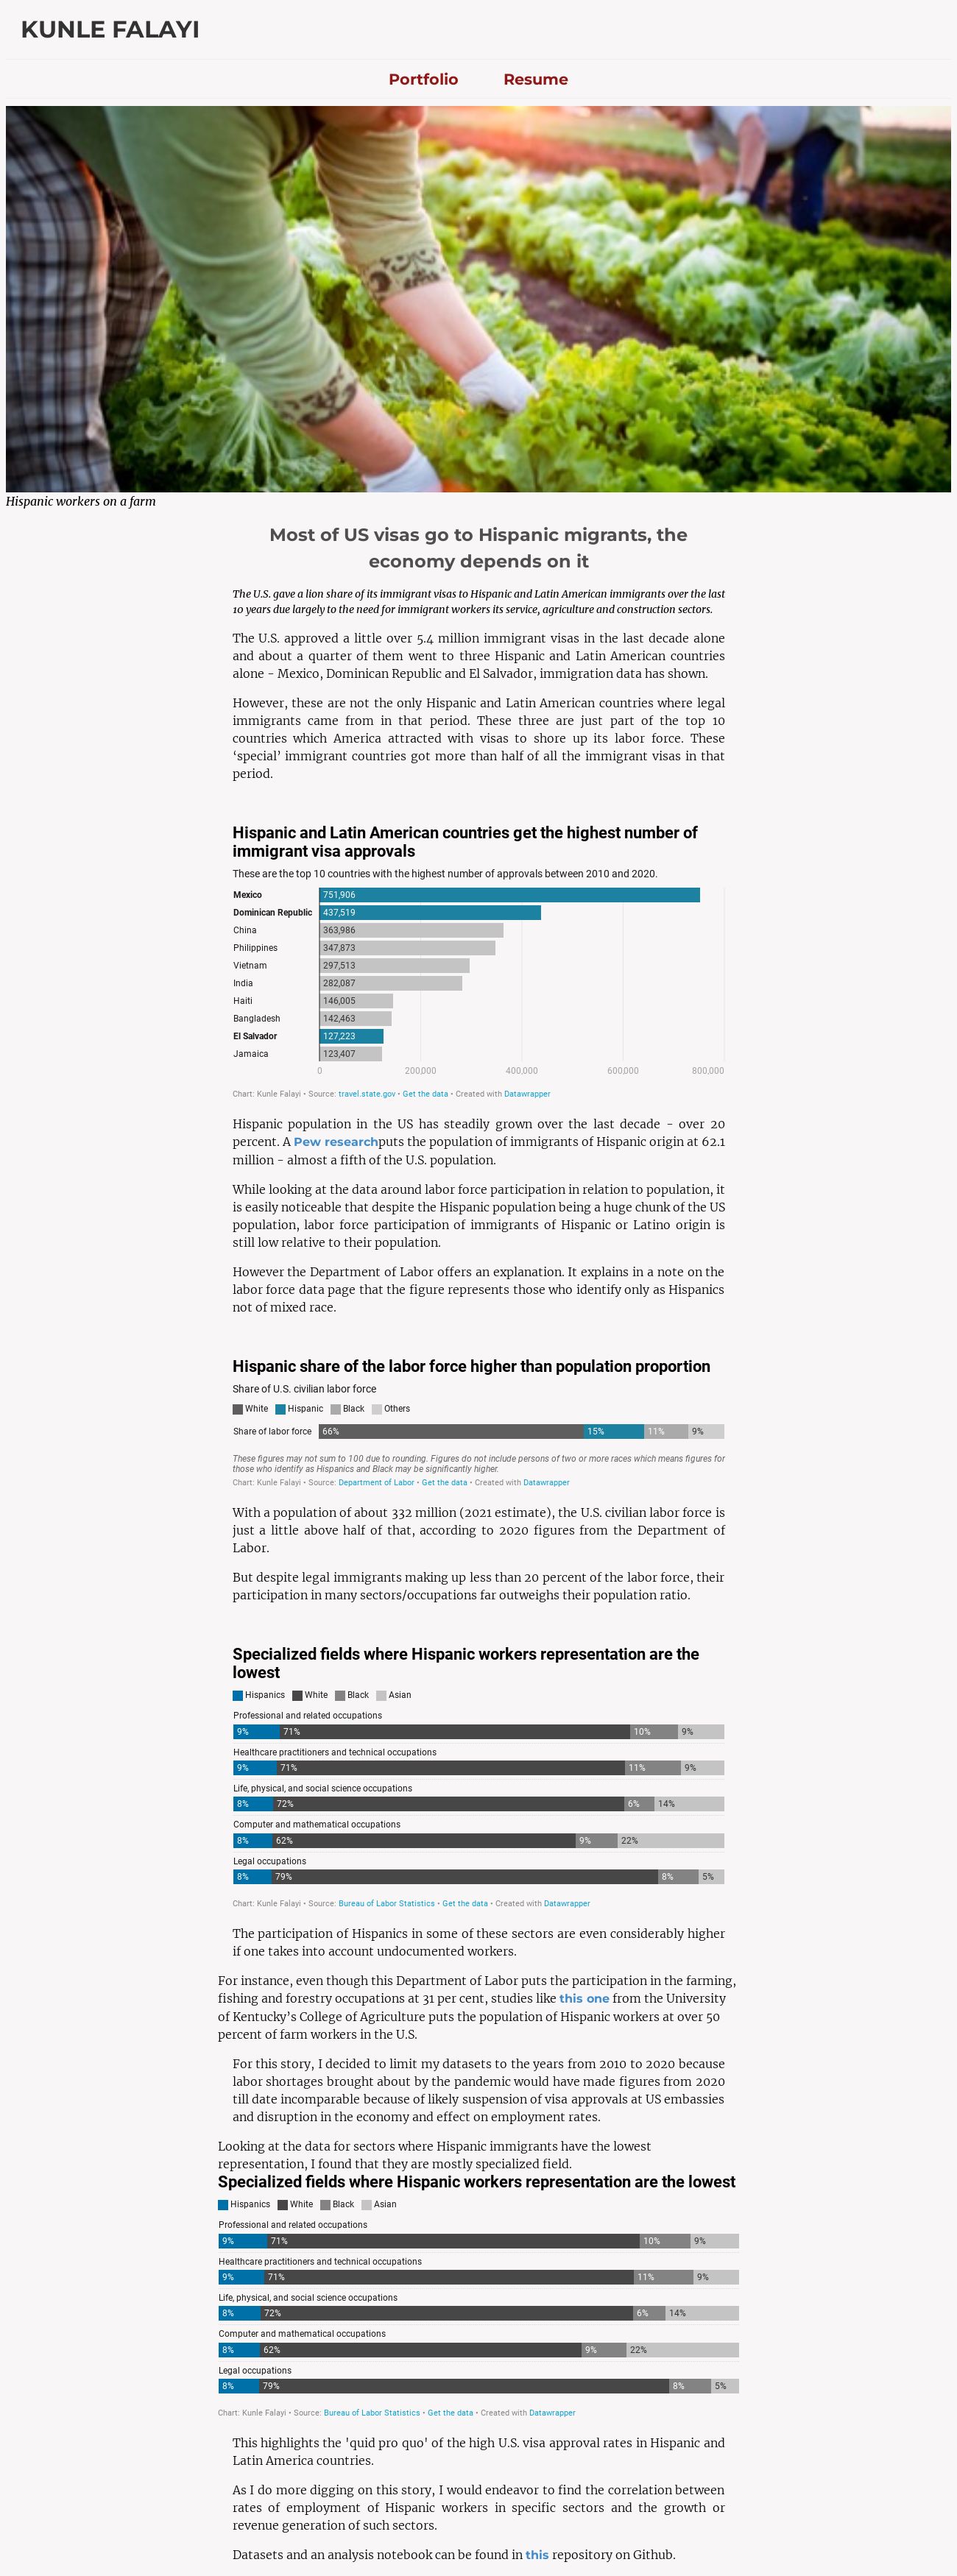 KUNLE FALAYI
Portfolio Resume
Hispanic workers on a farm
Most of US visas go to Hispanic migrants, the
economy depends on it
The U.S. gave a lion share of its immigrant visas to Hispanic and Latin American immigrants over the last
10 years due largely to the need for immigrant workers its service, agriculture and construction sectors.
The U.S. approved a little over 5.4 million immigrant visas in the last decade alone
and about a quarter of them went to three Hispanic and Latin American countries
alone - Mexico, Dominican Republic and El Salvador, immigration data has shown.
However, these are not the only Hispanic and Latin American countries where legal
immigrants came from in that period. These three are just part of the top 10
countries which America attracted with visas to shore up its labor force. These
‘special’ immigrant countries got more than half of all the immigrant visas in that
period.
Hispanic and Latin American countries get the highest number of
immigrant visa approvals
These are the top 10 countries with the highest number of approvals between 2010 and 2020.
Mexico 751,906
Dominican Republic 437,519
China 363,986
Philippines 347,873
Vietnam 297,513
India 282,087
Haiti 146,005
Bangladesh 142,463
El Salvador 127,223
Jamaica 123,407
0 200,000 400,000 600,000 800,000
Chart: Kunle Falayi • Source: travel.state.gov • Get the data • Created with Datawrapper
Hispanic population in the US has steadily grown over the last decade - over 20
percent. A Pew researchputs the population of immigrants of Hispanic origin at 62.1
million - almost a fifth of the U.S. population.
While looking at the data around labor force participation in relation to population, it
is easily noticeable that despite the Hispanic population being a huge chunk of the US
population, labor force participation of immigrants of Hispanic or Latino origin is
still low relative to their population.
However the Department of Labor offers an explanation. It explains in a note on the
labor force data page that the figure represents those who identify only as Hispanics
not of mixed race.
Hispanic share of the labor force higher than population proportion
Share of U.S. civilian labor force
White Hispanic Black Others
Share of labor force 66% 15% 11% 9%
These figures may not sum to 100 due to rounding. Figures do not include persons of two or more races which means figures for
those who identify as Hispanics and Black may be significantly higher.
Chart: Kunle Falayi • Source: Department of Labor • Get the data • Created with Datawrapper
With a population of about 332 million (2021 estimate), the U.S. civilian labor force is
just a little above half of that, according to 2020 figures from the Department of
Labor.
But despite legal immigrants making up less than 20 percent of the labor force, their
participation in many sectors/occupations far outweighs their population ratio.
Specialized fields where Hispanic workers representation are the
lowest
Hispanics White Black Asian
Professional and related occupations
9% 71% 10% 9%
Healthcare practitioners and technical occupations
9% 71% 11% 9%
Life, physical, and social science occupations
8% 72% 6% 14%
Computer and mathematical occupations
8% 62% 9% 22%
Legal occupations
8% 79% 8% 5%
Chart: Kunle Falayi • Source: Bureau of Labor Statistics • Get the data • Created with Datawrapper
The participation of Hispanics in some of these sectors are even considerably higher
if one takes into account undocumented workers.
For instance, even though this Department of Labor puts the participation in the farming,
fishing and forestry occupations at 31 per cent, studies like this one from the University
of Kentucky’s College of Agriculture puts the population of Hispanic workers at over 50
percent of farm workers in the U.S.
For this story, I decided to limit my datasets to the years from 2010 to 2020 because
labor shortages brought about by the pandemic would have made figures from 2020
till date incomparable because of likely suspension of visa approvals at US embassies
and disruption in the economy and effect on employment rates.
Looking at the data for sectors where Hispanic immigrants have the lowest
representation, I found that they are mostly specialized field.
Specialized fields where Hispanic workers representation are the lowest
Hispanics White Black Asian
Professional and related occupations
9% 71% 10% 9%
Healthcare practitioners and technical occupations
9% 71% 11% 9%
Life, physical, and social science occupations
8% 72% 6% 14%
Computer and mathematical occupations
8% 62% 9% 22%
Legal occupations
8% 79% 8% 5%
Chart: Kunle Falayi • Source: Bureau of Labor Statistics • Get the data • Created with Datawrapper
This highlights the 'quid pro quo' of the high U.S. visa approval rates in Hispanic and
Latin America countries.
As I do more digging on this story, I would endeavor to find the correlation between
rates of employment of Hispanic workers in specific sectors and the growth or
revenue generation of such sectors.
Datasets and an analysis notebook can be found in this repository on Github.